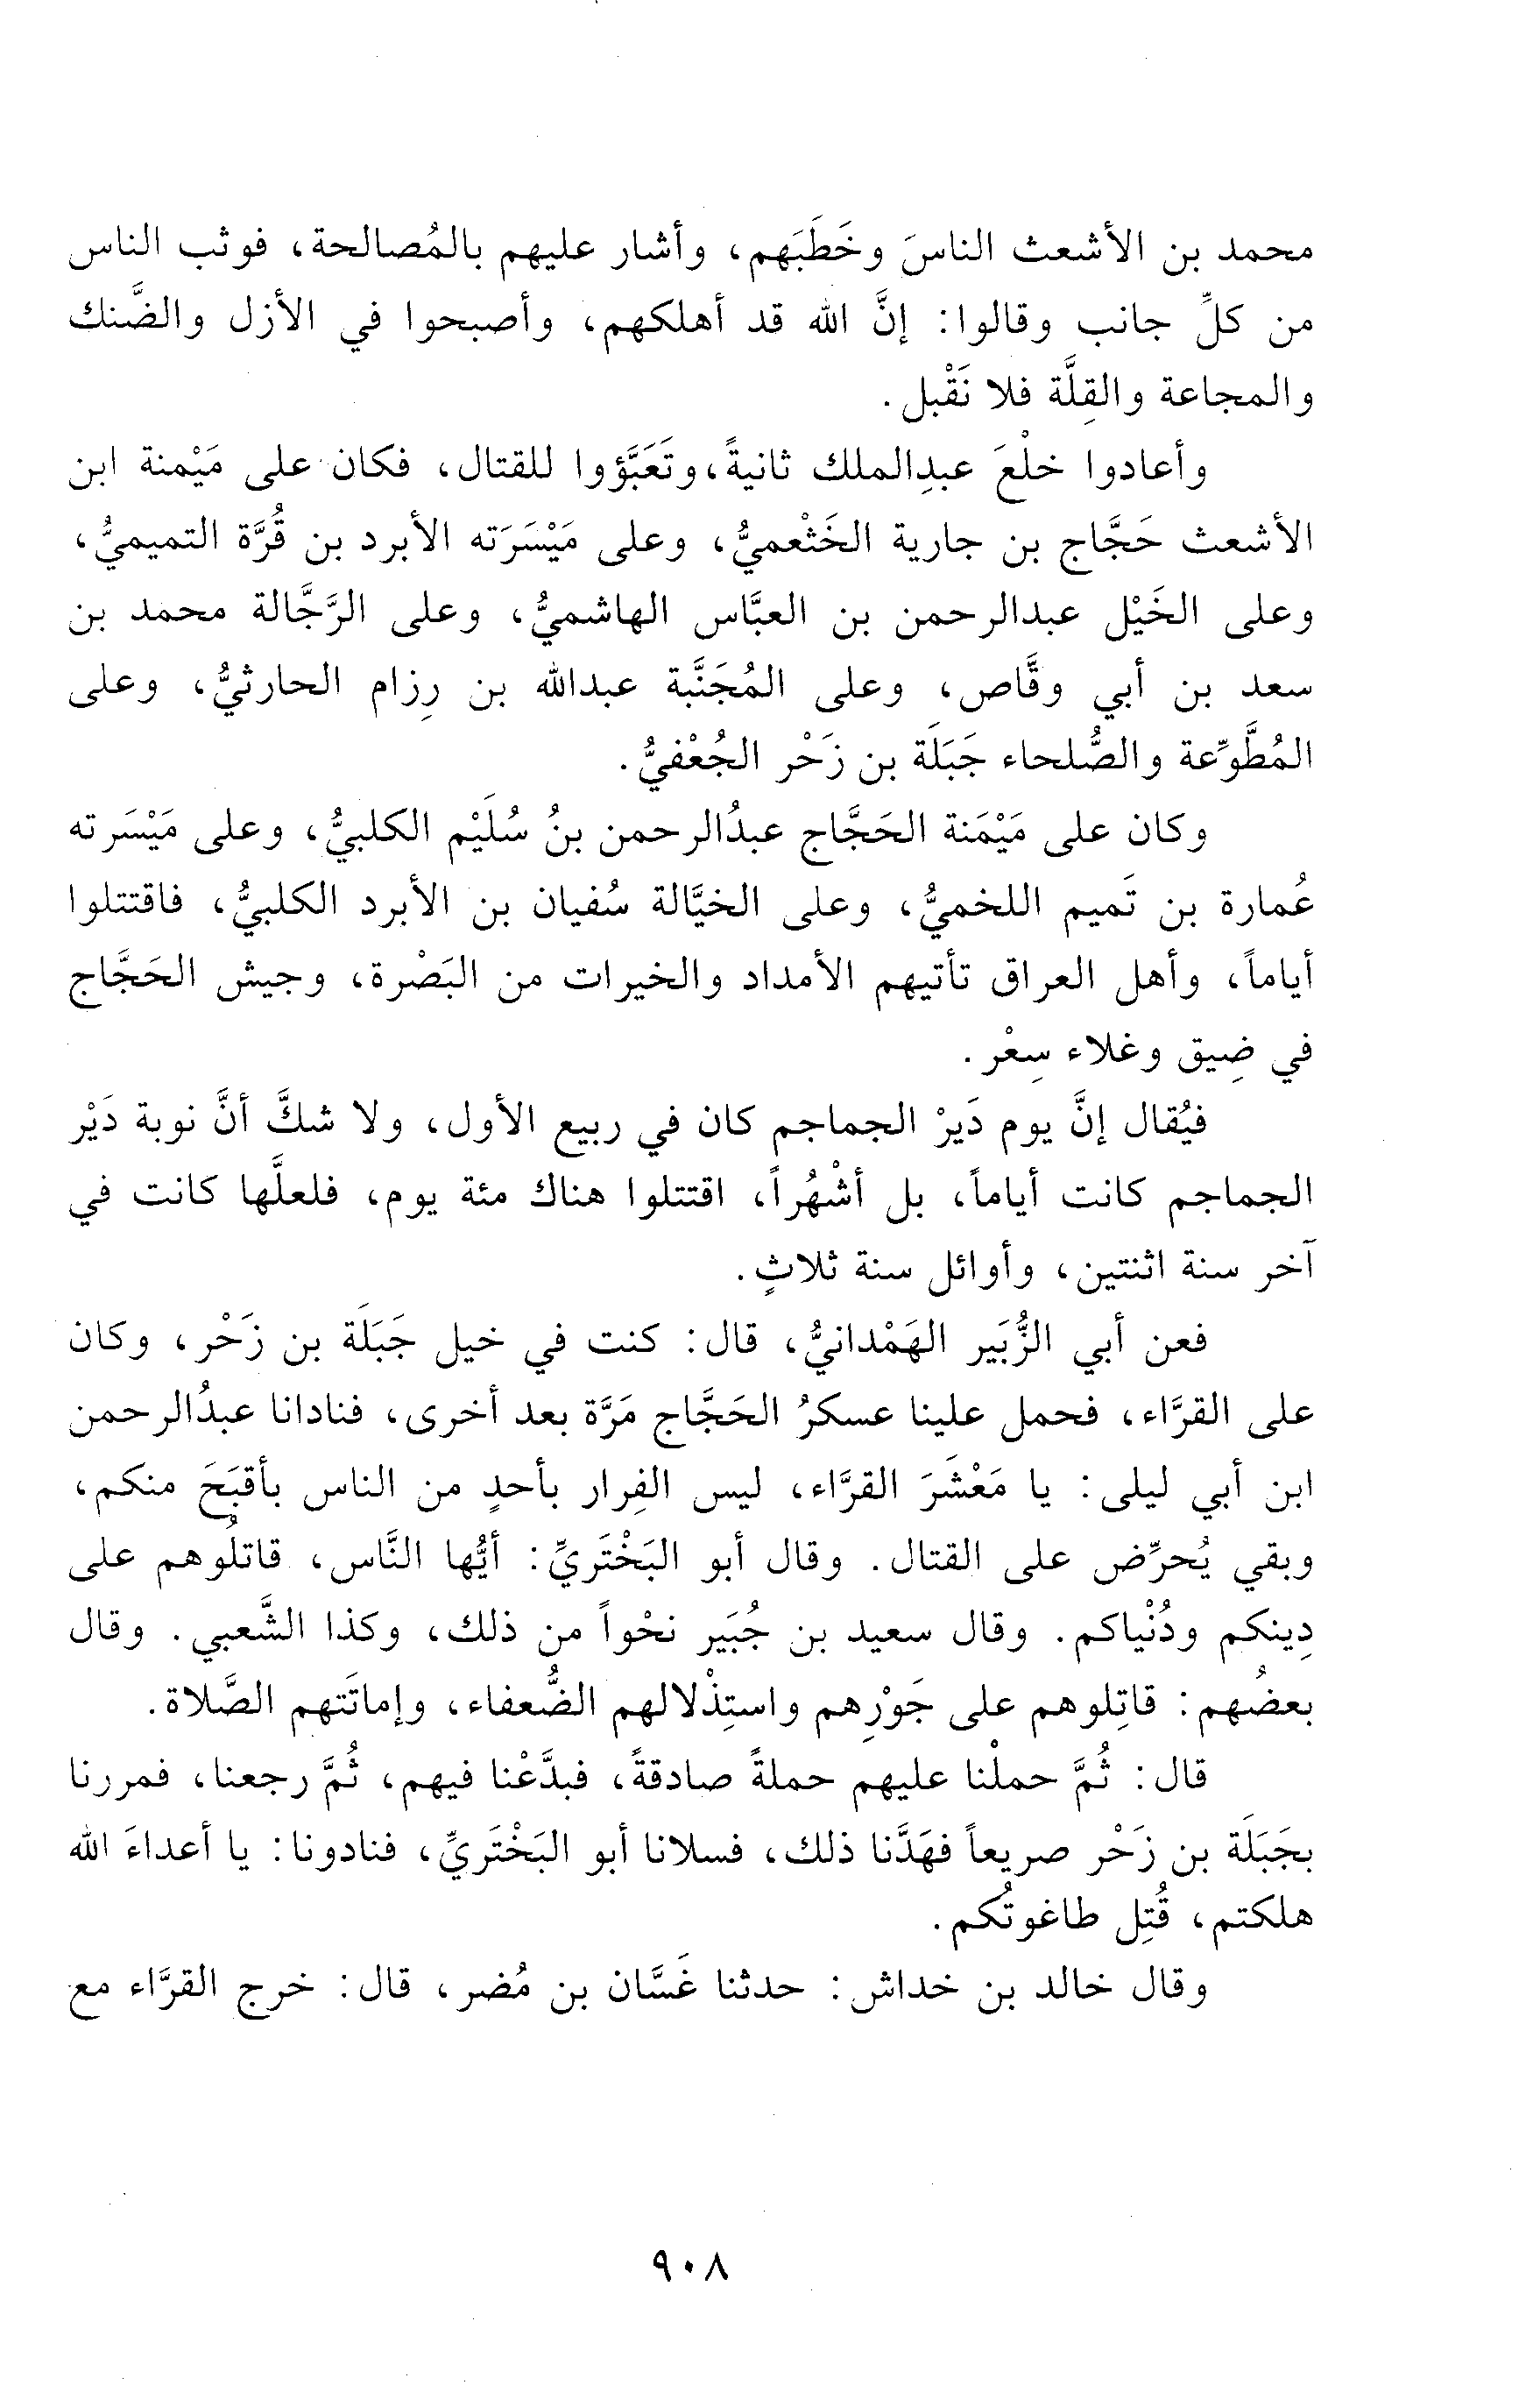 محمد بن الأشعث الناسَ وخَطَبَهم، وأشار عليهم بالمُصالحة، فوثب الناس
من كلِّ جانب وقالوا: إنَّ الله قد أهلكهم، وأصبحوا في الأزل والضَّنك
والمجاعة والقِلَّة فلا نَقْبل.
وأعادوا خلْعَ عبدِالملك ثانيةً، وتَعَبَّؤوا للقتال، فكان على مَيْمنة ابن
الأشعث حَجَّاج بن جارية الخَثْعميُّ، وعلى مَيْسَرَته الأبرد بن قُرَّة التميميُّ،
وعلى الخَيْل عبدالرحمن بن العبَّاس الهاشميُّ، وعلى الرَّجَّالة محمد بن
سعد بن أبي وقَّاص، وعلى المُجَنَّبة عبدالله بن رِزام الحارثيُّ، وعلى
المُطَّوِّعة والصُّلحاء جَبَلَة بن زَحْر الجُعْفيُّ.
وكان على مَيْمَنة الحَجَّاج عبدُالرحمن بنُ سُلَيْم الكلبيُّ، وعلى مَيْسَرته
عُمارة بن تَميم اللخميُّ، وعلى الخيَّالة سُفيان بن الأبرد الكلبيُّ، فاقتتلوا
أياماً، وأهل العراق تأتيهم الأمداد والخيرات من البَصْرة، وجيش الحَجَّاج
في ضِيق وغلاء سِعْر.
فيُقال إنَّ يوم دَيرْ الجماجم كان في ربيع الأول، ولا شكَّ أنَّ نوبة دَيْر
الجماجم كانت أياماً، بل أشْهُراً، اقتتلوا هناك مئة يوم، فلعلَّها كانت في
آخر سنة اثنتين، وأوائل سنة ثلاثٍ.
فعن أبي الزُّبَير الهَمْدانيُّ، قال: كنت في خيل جَبَلَة بن زَحْر، وكان
على القرَّاء، فحمل علينا عسكرُ الحَجَّاج مَرَّة بعد أخرى، فنادانا عبدُالرحمن
ابن أبي ليلى: يا مَعْشَرَ القرَّاء، ليس الفِرار بأحدٍ من الناس بأقبَحَ منكم،
وبقي يُحرِّض على القتال. وقال أبو البَخْتَريِّ: أيُّها النَّاس، قاتلُوهم على
دِينكم ودُنْياكم. وقال سعيد بن جُبَير نحْواً من ذلك، وكذا الشَّعبي. وقال
بعضُهم: قاتِلوهم على جَورِْهم واستِذْلالهم الضُّعفاء، وإماتَتهم الصَّلاة.
قال: ثُمَّ حملْنا عليهم حملةً صادقةً، فبدَّعْنا فيهم، ثُمَّ رجعنا، فمررنا
بجَبَلَة بن زَحْر صريعاً فهَدَّنا ذلك، فسلانا أبو البَخْتَريِّ، فنادونا: يا أعداءَ الله
هلكتم، قُتِل طاغوتُكم.
وقال خالد بن خداش: حدثنا غَسَّان بن مُضر، قال: خرج القرَّاء مع
٩٠٨